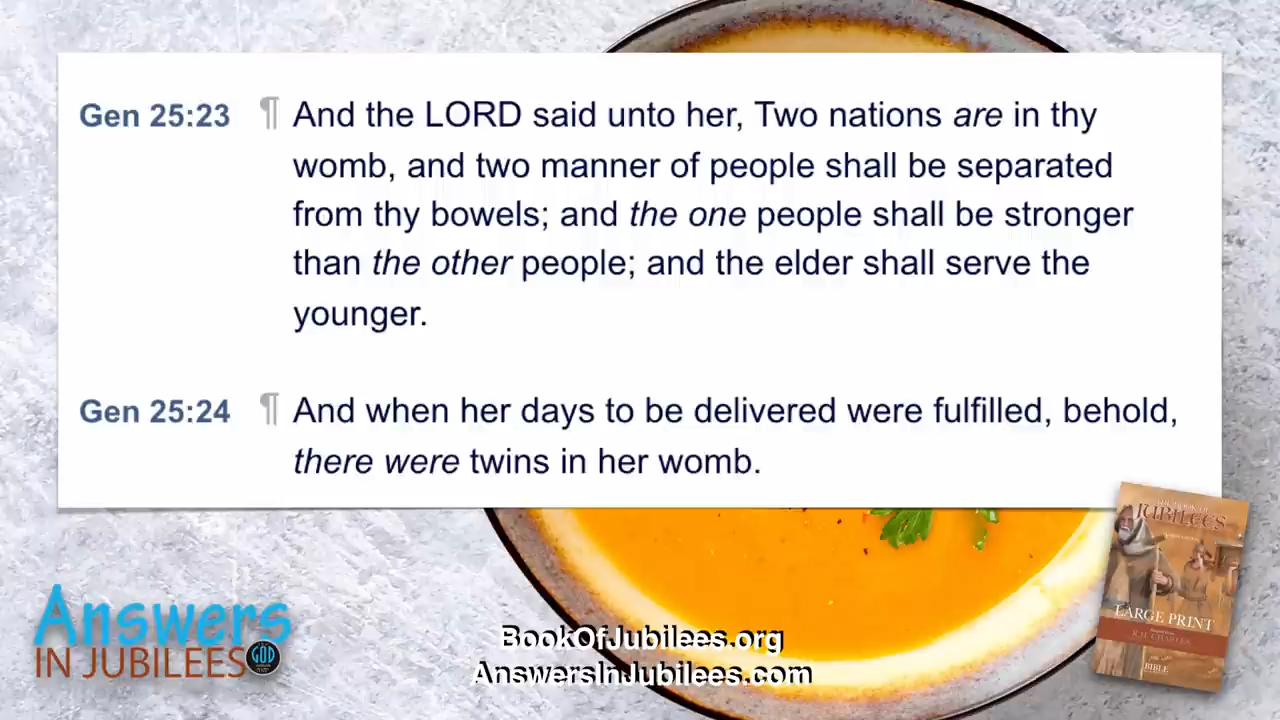 Gen 25:23 ¶ And the LORD said unto her, Two nations are in thy
womb, and two manner of people shall be separated
from thy bowels; and the one people shall be stronger
than the other people; and the elder shall serve the
younger.
Gen 25:24 ¶ And when her days to be delivered were fulfilled, behold,
there were twins in her womb.
Answers
IN JUBILEES
GOD
BookOfJubilees.org
AnswersInJubilees.com
JUBILEES
LARGE PRINT
R.H. CHARLES
BIBLE